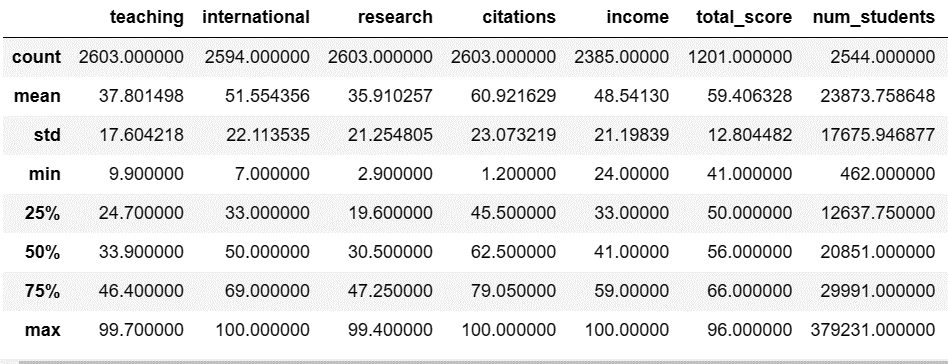 teaching international research citations income total_score num_students
count 2603.000000 2594.000000 2603.000000 2603.000000 2385.00000 1201.000000 2544.000000
mean 37.801498 51.554356 35.910257 60.921629 48.54130 59.406328 23873.758648
std 17.604218 22.113535 21.254805 23.073219 21.19839 12.804482 17675.946877
min 9.900000 7.000000 2.900000 1.200000 24.00000 41.000000 462.000000
25% 24.700000 33.000000 19.600000 45.500000 33.00000 50.000000 12637.750000
50% 33.900000 50.000000 30.500000 62.500000 41.00000 56.000000 20851.000000
75% 46.400000 69.000000 47.250000 79.050000 59.00000 66.000000 29991.000000
max 99.700000 100.000000 99.400000 100.000000 100.00000 96.000000 379231.000000